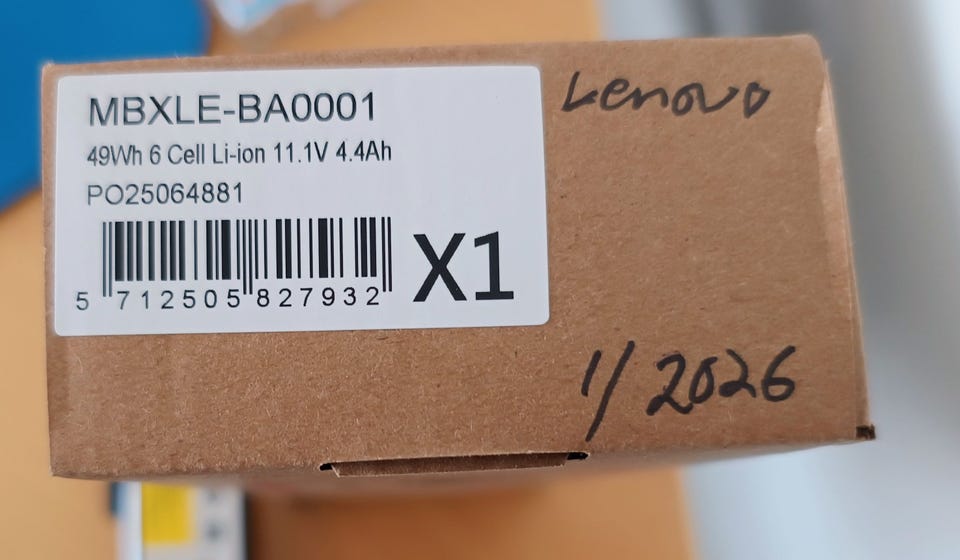 MBXLE-BA0001
49Wh 6 Cell Li-ion 11.1V 4.4Ah
PO25064881
5 712505 827932
X1
Lenovo
1/2026